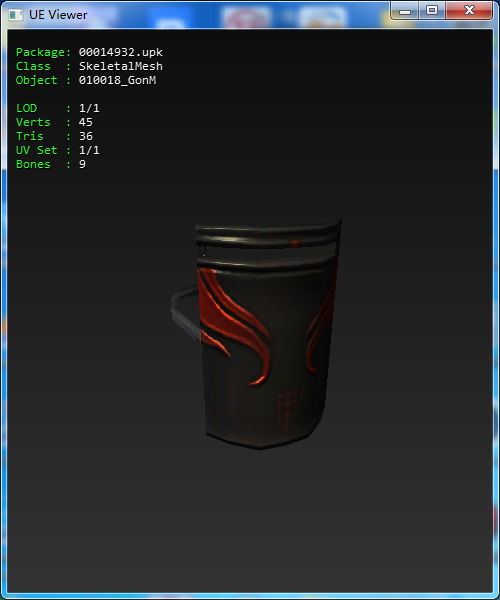 UE Viewer
Package: 00014932.upk
Class : SkeletalMesh
Object : 010018_GonM
LOD : 1/1
Verts : 45
Tris : 36
UV Set : 1/1
Bones : 9